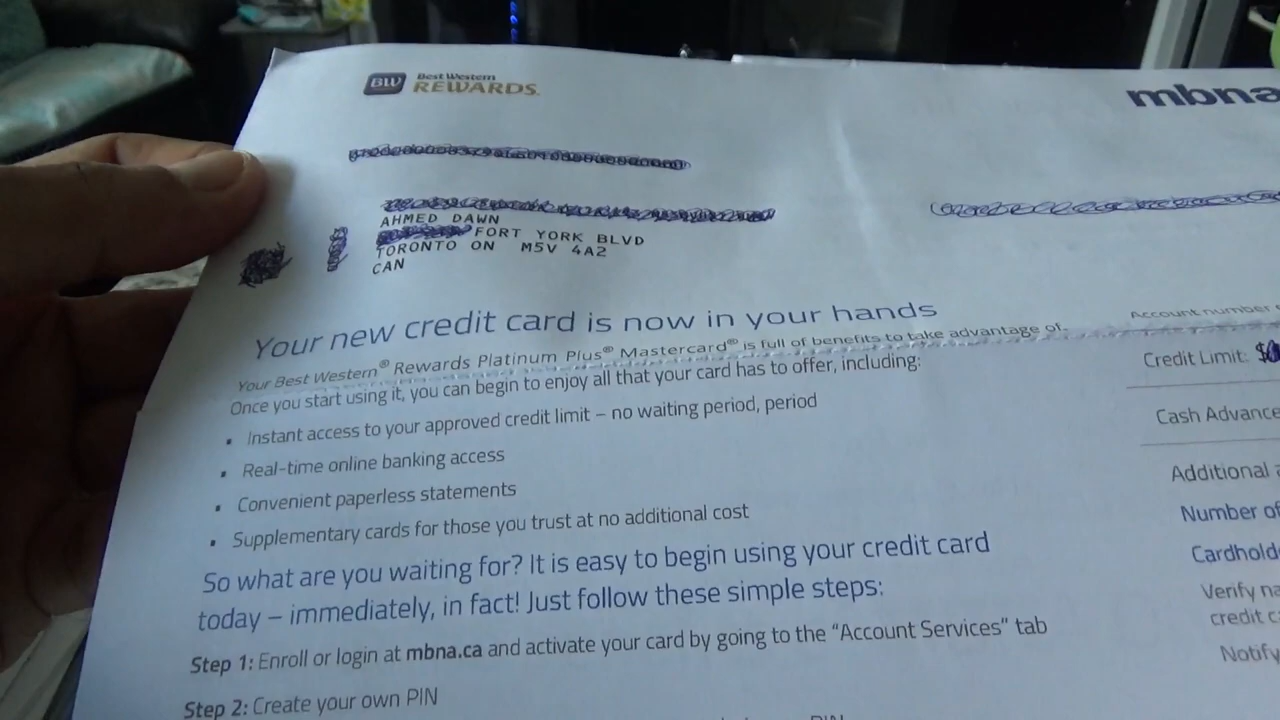 BW Best Western
REWARDS®
mbna
AHMED DAWN
FORT YORK BLVD
TORONTO ON M5V 4A2
CAN
Your new credit card is now in your hands
Your Best Western® Rewards Platinum Plus® Mastercard® is full of benefits to take advantage of.
Once you start using it, you can begin to enjoy all that your card has to offer, including:
▪ Instant access to your approved credit limit – no waiting period, period
▪ Real-time online banking access
▪ Convenient paperless statements
▪ Supplementary cards for those you trust at no additional cost
So what are you waiting for? It is easy to begin using your credit card
today – immediately, in fact! Just follow these simple steps:
Step 1: Enroll or login at mbna.ca and activate your card by going to the “Account Services” tab
Step 2: Create your own PIN
PIN
Account number
Credit Limit: $
Cash Advance
Additional
Number of
Cardhold
Verify na
credit c
Notify